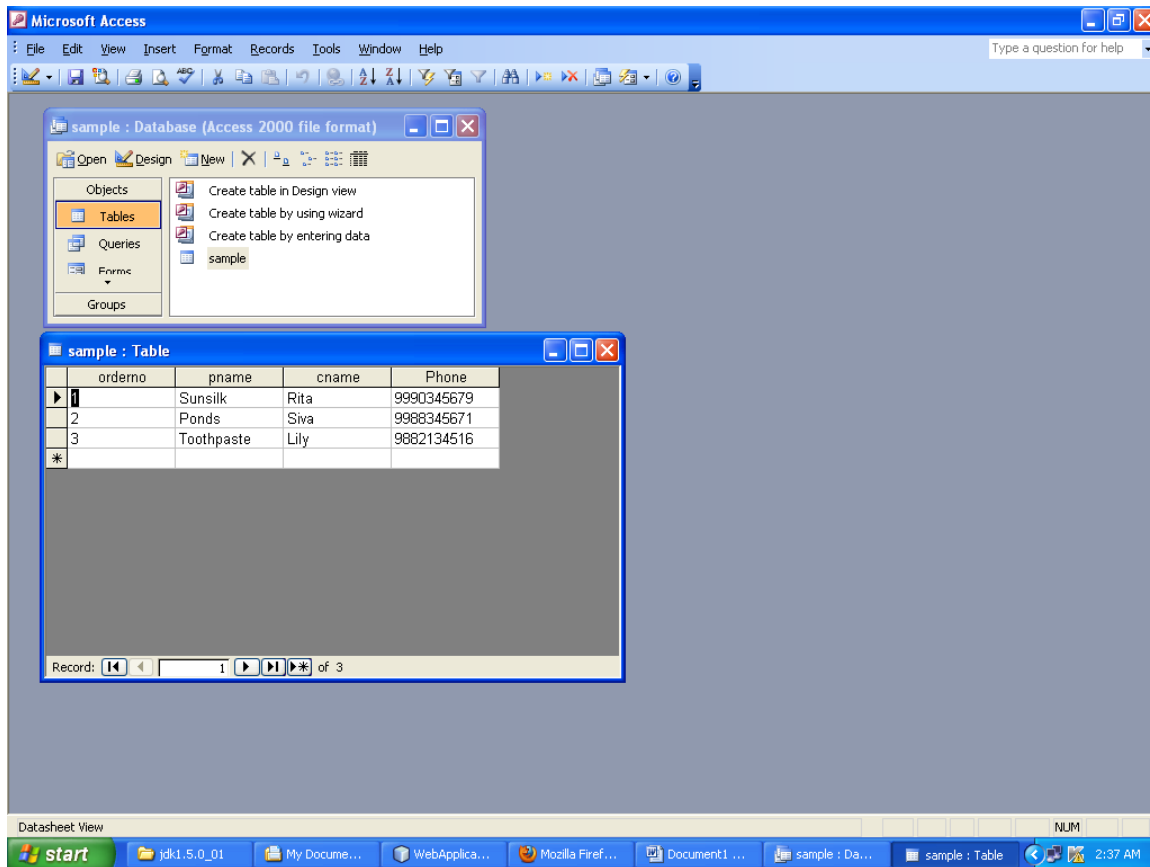 Microsoft Access
File Edit View Insert Format Records Tools Window Help Type a question for help
sample : Database (Access 2000 file format)
Open Design New
Objects
Tables
Queries
Forms
Groups
Create table in Design view
Create table by using wizard
Create table by entering data
sample
sample : Table
orderno pname cname Phone
1 Sunsilk Rita 9990345679
2 Ponds Siva 9988345671
3 Toothpaste Lily 9882134516
Record: 1 of 3
Datasheet View NUM
start jdk1.5.0_01 My Docume... WebApplica... Mozilla Firef... Document1 ... sample : Da... sample : Table 2:37 AM